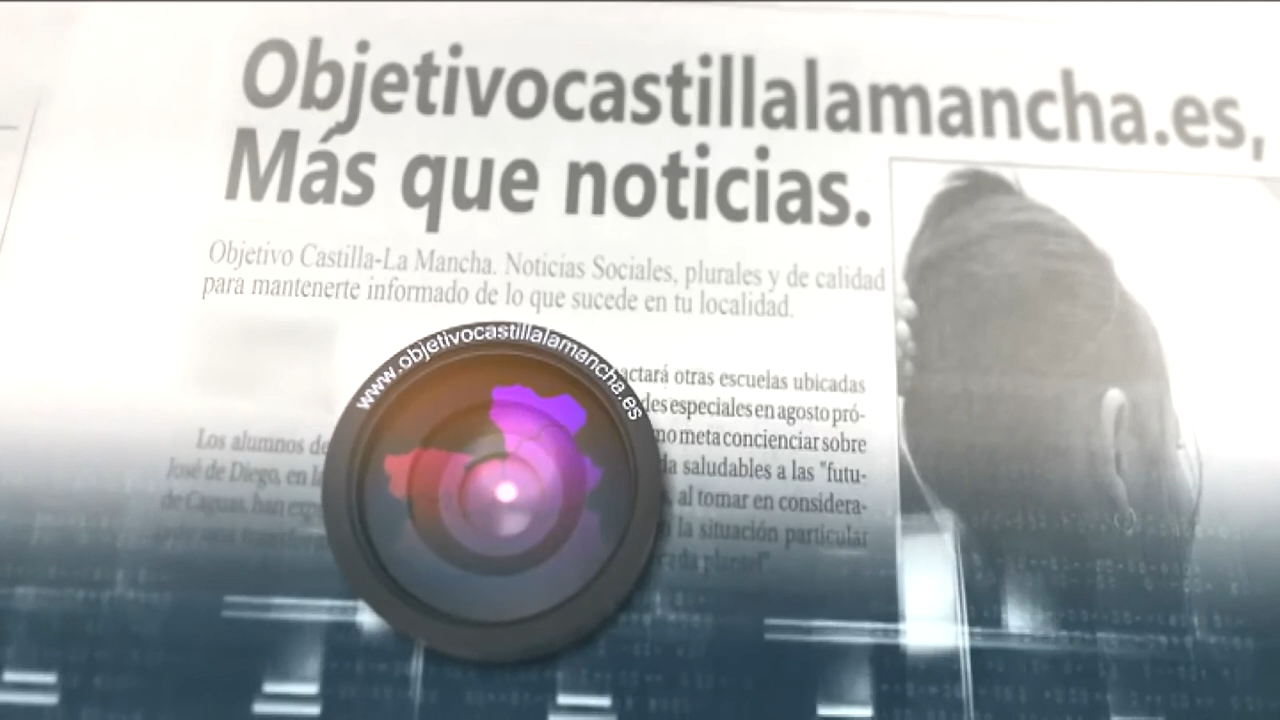 Objetivocastillalamancha.es,
Más que noticias.
Objetivo Castilla-La Mancha. Noticias Sociales, plurales y de calidad
para mantenerte informado de lo que sucede en tu localidad.
www.objetivocastillalamancha.es
Los alumnos de
José de Diego, en la
de Caguas, han
actará otras escuelas ubicadas
des especiales en agosto pró-
mo meta concienciar sobre
da saludables a las "futu-
al tomar en considera-
la situación particular
cada plantel"